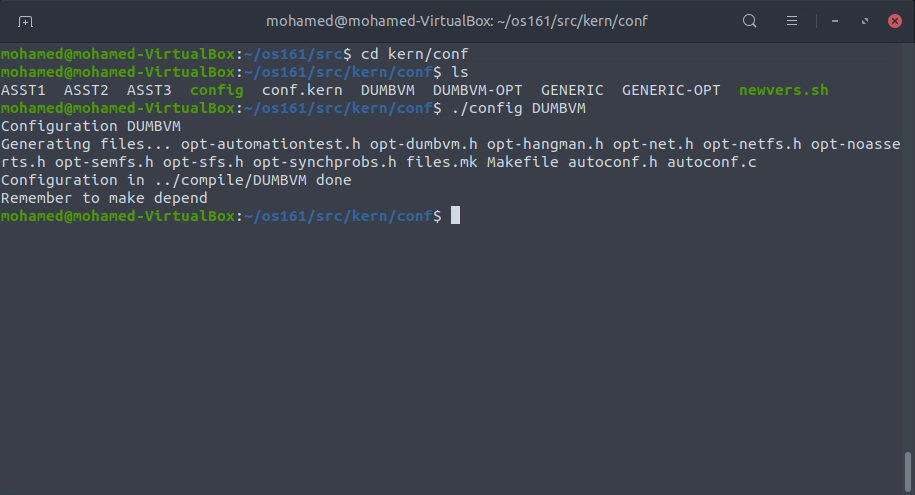 mohamed@mohamed-VirtualBox: ~/os161/src/kern/conf
mohamed@mohamed-VirtualBox:~/os161/src$ cd kern/conf
mohamed@mohamed-VirtualBox:~/os161/src/kern/conf$ ls
ASST1  ASST2  ASST3  config  conf.kern  DUMBVM  DUMBVM-OPT  GENERIC  GENERIC-OPT  newvers.sh
mohamed@mohamed-VirtualBox:~/os161/src/kern/conf$ ./config DUMBVM
Configuration DUMBVM
Generating files... opt-automationtest.h opt-dumbvm.h opt-hangman.h opt-net.h opt-netfs.h opt-noasse
rts.h opt-semfs.h opt-sfs.h opt-synchprobs.h files.mk Makefile autoconf.h autoconf.c
Configuration in ../compile/DUMBVM done
Remember to make depend
mohamed@mohamed-VirtualBox:~/os161/src/kern/conf$